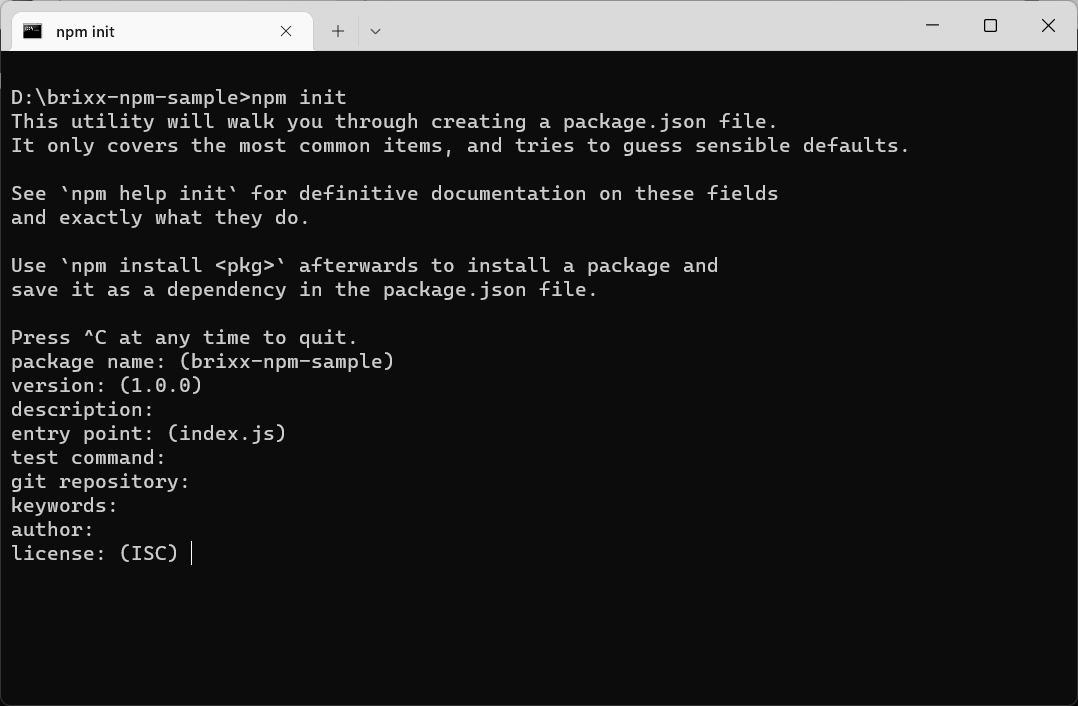 npm init
D:\brixx-npm-sample>npm init
This utility will walk you through creating a package.json file.
It only covers the most common items, and tries to guess sensible defaults.
See `npm help init` for definitive documentation on these fields
and exactly what they do.
Use `npm install <pkg>` afterwards to install a package and
save it as a dependency in the package.json file.
Press ^C at any time to quit.
package name: (brixx-npm-sample)
version: (1.0.0)
description:
entry point: (index.js)
test command:
git repository:
keywords:
author:
license: (ISC)